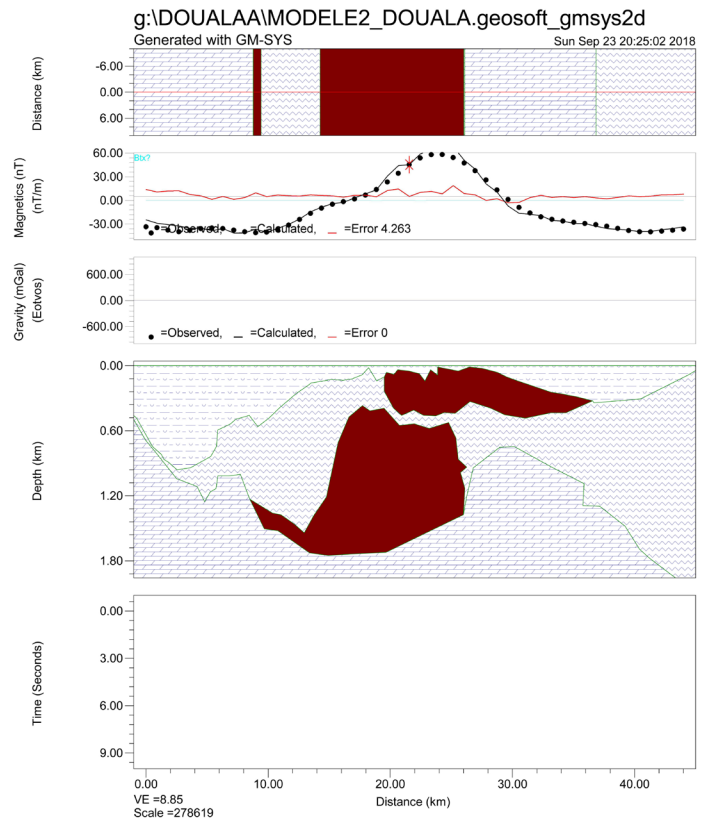 g:\DOUALAA\MODELE2_DOUALA.geosoft_gmsys2d
Generated with GM-SYS
Sun Sep 23 20:25:02 2018
Distance (km)
-6.00
0.00
6.00
Magnetics (nT)
(nT/m)
60.00
30.00
0.00
-30.00
Btx?
=Observed, =Calculated, =Error 4.263
Gravity (mGal)
(Eotvos)
600.00
0.00
-600.00
=Observed, =Calculated, =Error 0
Depth (km)
0.00
0.60
1.20
1.80
Time (Seconds)
0.00
3.00
6.00
9.00
0.00 10.00 20.00 30.00 40.00
VE =8.85
Distance (km)
Scale =278619